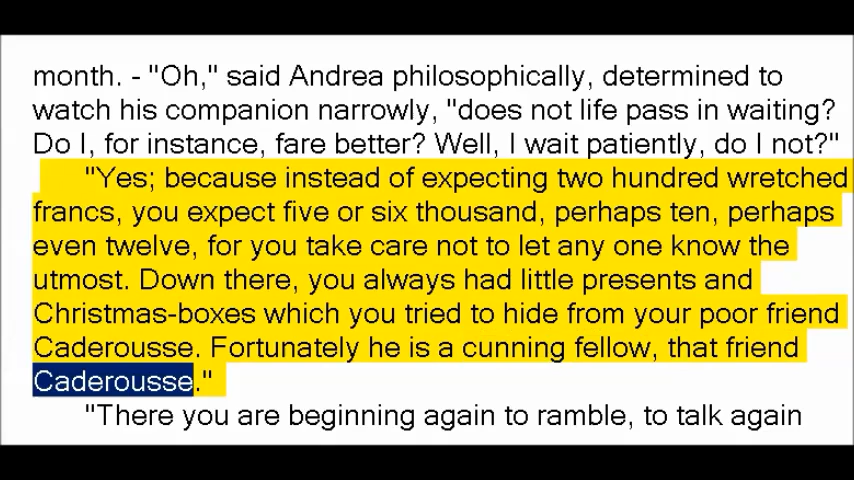 month. - "Oh," said Andrea philosophically, determined to
watch his companion narrowly, "does not life pass in waiting?
Do I, for instance, fare better? Well, I wait patiently, do I not?"
"Yes; because instead of expecting two hundred wretched
francs, you expect five or six thousand, perhaps ten, perhaps
even twelve, for you take care not to let any one know the
utmost. Down there, you always had little presents and
Christmas-boxes which you tried to hide from your poor friend
Caderousse. Fortunately he is a cunning fellow, that friend
Caderousse."
"There you are beginning again to ramble, to talk again